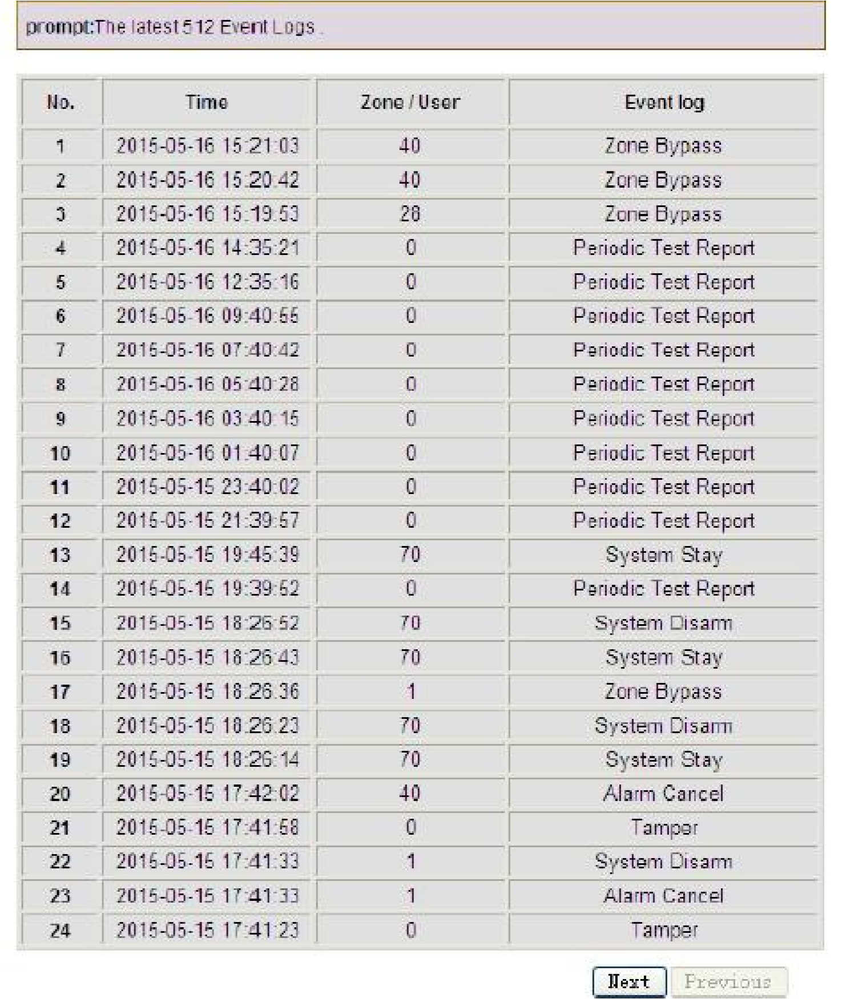 prompt:The latest 512 Event Logs .
No. Time Zone / User Event log
1 2015-05-16 15:21:03 40 Zone Bypass
2 2015-05-16 15:20:42 40 Zone Bypass
3 2015-05-16 15:19:53 28 Zone Bypass
4 2015-05-16 14:35:21 0 Periodic Test Report
5 2015-05-16 12:35:16 0 Periodic Test Report
6 2015-05-16 09:40:55 0 Periodic Test Report
7 2015-05-16 07:40:42 0 Periodic Test Report
8 2015-05-16 05:40:28 0 Periodic Test Report
9 2015-05-16 03:40:15 0 Periodic Test Report
10 2015-05-16 01:40:07 0 Periodic Test Report
11 2015-05-15 23:40:02 0 Periodic Test Report
12 2015-05-15 21:39:57 0 Periodic Test Report
13 2015-05-15 19:45:39 70 System Stay
14 2015-05-15 19:39:52 0 Periodic Test Report
15 2015-05-15 18:26:52 70 System Disarm
16 2015-05-15 18:26:43 70 System Stay
17 2015-05-15 18:26:36 1 Zone Bypass
18 2015-05-15 18:26:23 70 System Disarm
19 2015-05-15 18:26:14 70 System Stay
20 2015-05-15 17:42:02 40 Alarm Cancel
21 2015-05-15 17:41:58 0 Tamper
22 2015-05-15 17:41:33 1 System Disarm
23 2015-05-15 17:41:33 1 Alarm Cancel
24 2015-05-15 17:41:23 0 Tamper
Next Previous